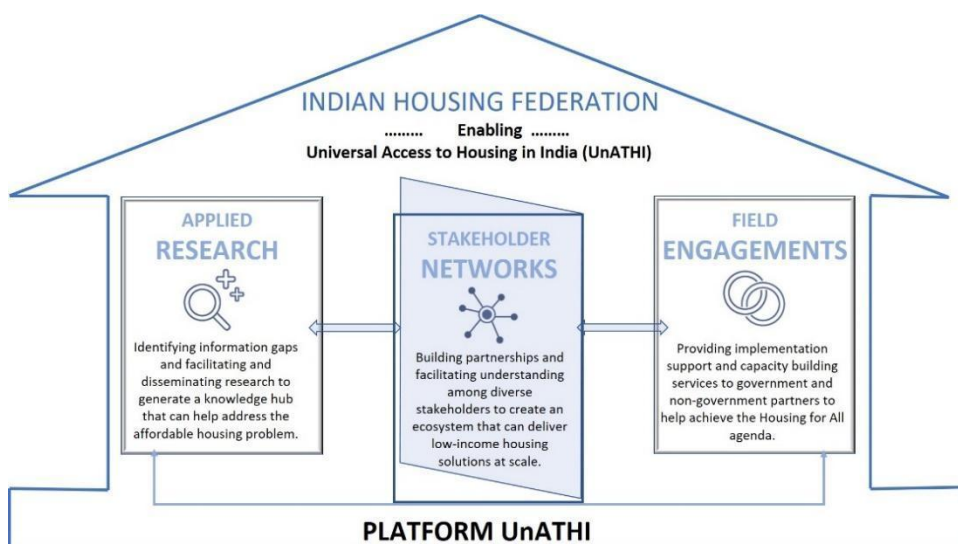 INDIAN HOUSING FEDERATION
......... Enabling .........
Universal Access to Housing in India (UnATHI)
APPLIED
RESEARCH
Identifying information gaps
and facilitating and
disseminating research to
generate a knowledge hub
that can help address the
affordable housing problem.
STAKEHOLDER
NETWORKS
Building partnerships and
facilitating understanding
among diverse
stakeholders to create an
ecosystem that can deliver
low-income housing
solutions at scale.
FIELD
ENGAGEMENTS
Providing implementation
support and capacity building
services to government and
non-government partners to
help achieve the Housing for All
agenda.
PLATFORM UnATHI